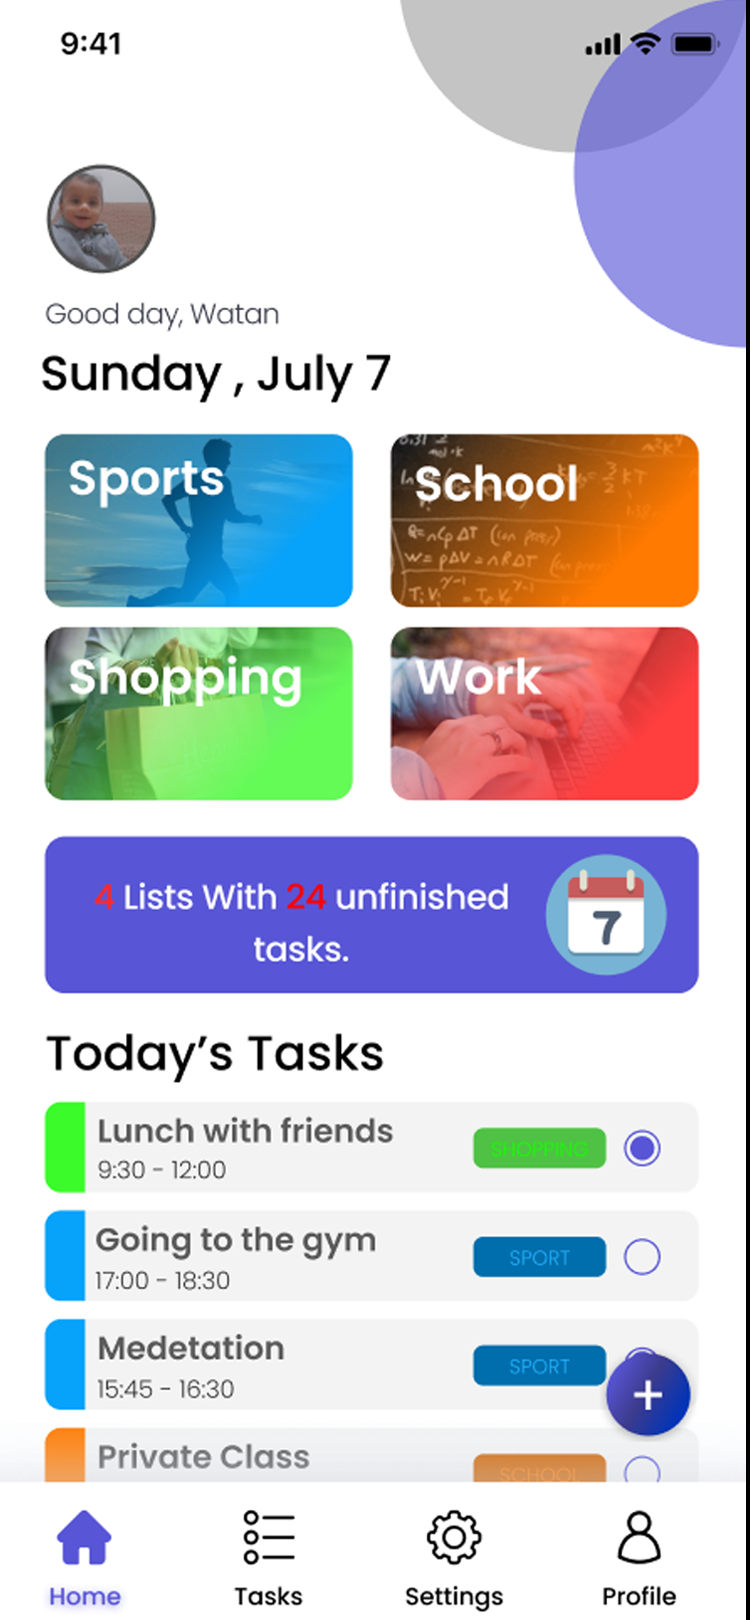 9:41
Good day, Watan
Sunday , July 7
Sports
School
Shopping
Work
4 Lists With 24 unfinished
tasks.
7
Today's Tasks
Lunch with friends
9:30 - 12:00
SHOPPING
Going to the gym
17:00 - 18:30
SPORT
Medetation
15:45 - 16:30
SPORT
+
Private Class
SCHOOL
Home
Tasks
Settings
Profile